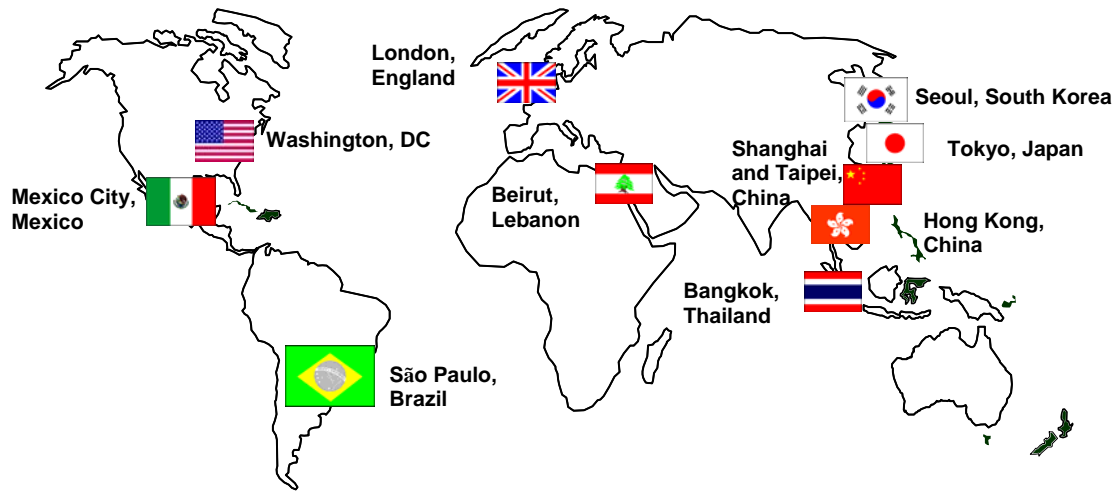 London,
England
Seoul, South Korea
Washington, DC
Tokyo, Japan
Shanghai
and Taipei,
China
Mexico City,
Mexico
Beirut,
Lebanon
Hong Kong,
China
Bangkok,
Thailand
São Paulo,
Brazil